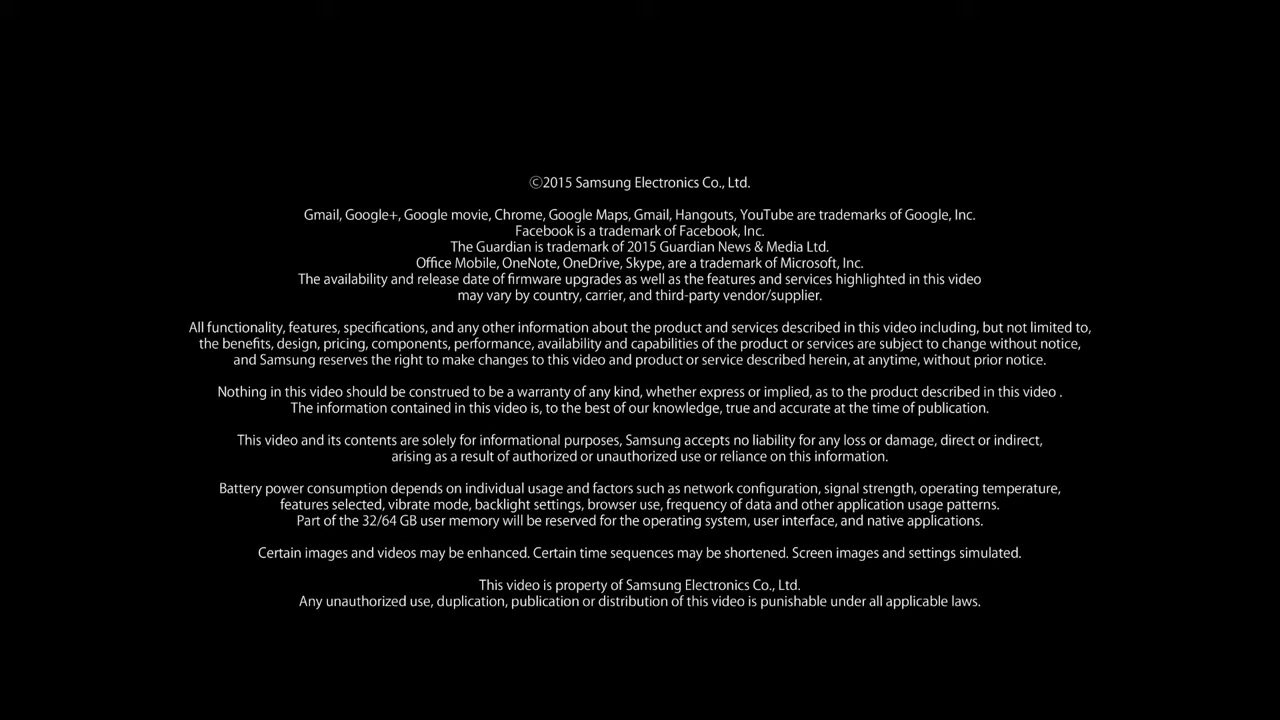 ©2015 Samsung Electronics Co., Ltd.
Gmail, Google+, Google movie, Chrome, Google Maps, Gmail, Hangouts, YouTube are trademarks of Google, Inc.
Facebook is a trademark of Facebook, Inc.
The Guardian is trademark of 2015 Guardian News & Media Ltd.
Office Mobile, OneNote, OneDrive, Skype, are a trademark of Microsoft, Inc.
The availability and release date of firmware upgrades as well as the features and services highlighted in this video
may vary by country, carrier, and third-party vendor/supplier.
All functionality, features, specifications, and any other information about the product and services described in this video including, but not limited to,
the benefits, design, pricing, components, performance, availability and capabilities of the product or services are subject to change without notice,
and Samsung reserves the right to make changes to this video and product or service described herein, at anytime, without prior notice.
Nothing in this video should be construed to be a warranty of any kind, whether express or implied, as to the product described in this video .
The information contained in this video is, to the best of our knowledge, true and accurate at the time of publication.
This video and its contents are solely for informational purposes, Samsung accepts no liability for any loss or damage, direct or indirect,
arising as a result of authorized or unauthorized use or reliance on this information.
Battery power consumption depends on individual usage and factors such as network configuration, signal strength, operating temperature,
features selected, vibrate mode, backlight settings, browser use, frequency of data and other application usage patterns.
Part of the 32/64 GB user memory will be reserved for the operating system, user interface, and native applications.
Certain images and videos may be enhanced. Certain time sequences may be shortened. Screen images and settings simulated.
This video is property of Samsung Electronics Co., Ltd.
Any unauthorized use, duplication, publication or distribution of this video is punishable under all applicable laws.